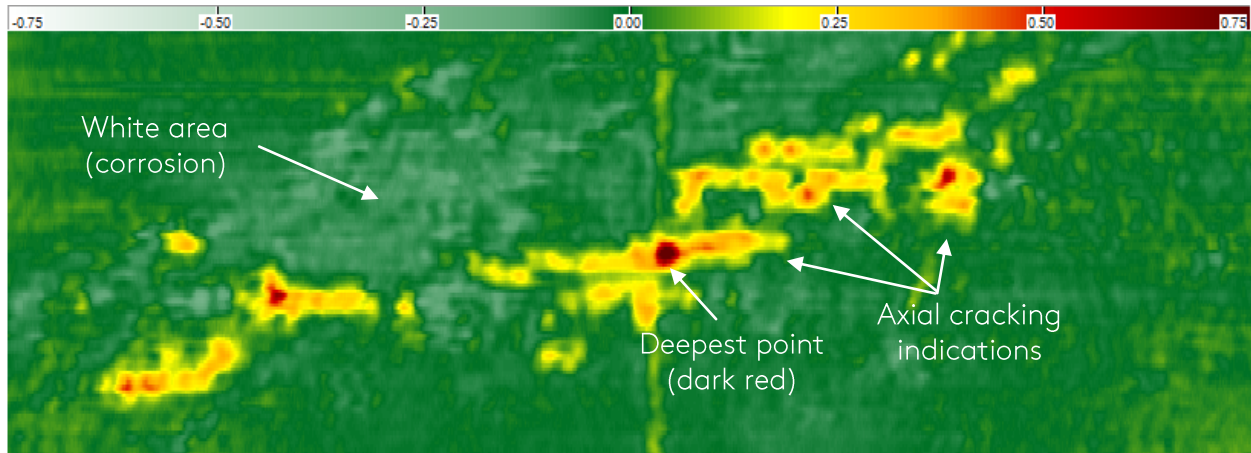 -0.75 -0.50 -0.25 0.00 0.25 0.50 0.75
White area
(corrosion)
Deepest point
(dark red)
Axial cracking
indications